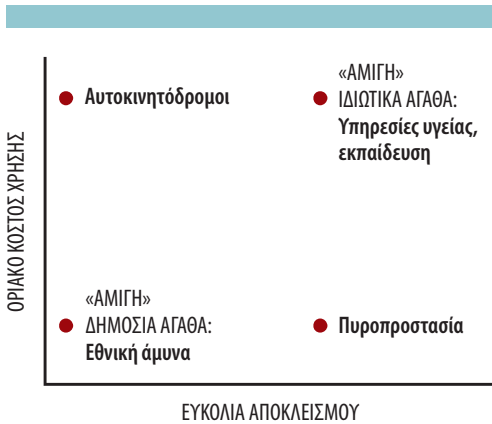 ΟΡΙΑΚΟ ΚΟΣΤΟΣ ΧΡΗΣΗΣ
Αυτοκινητόδρομοι
«ΑΜΙΓΗ»
ΙΔΙΩΤΙΚΑ ΑΓΑΘΑ:
Υπηρεσίες υγείας,
εκπαίδευση
«ΑΜΙΓΗ»
ΔΗΜΟΣΙΑ ΑΓΑΘΑ:
Εθνική άμυνα
Πυροπροστασία
ΕΥΚΟΛΙΑ ΑΠΟΚΛΕΙΣΜΟΥ